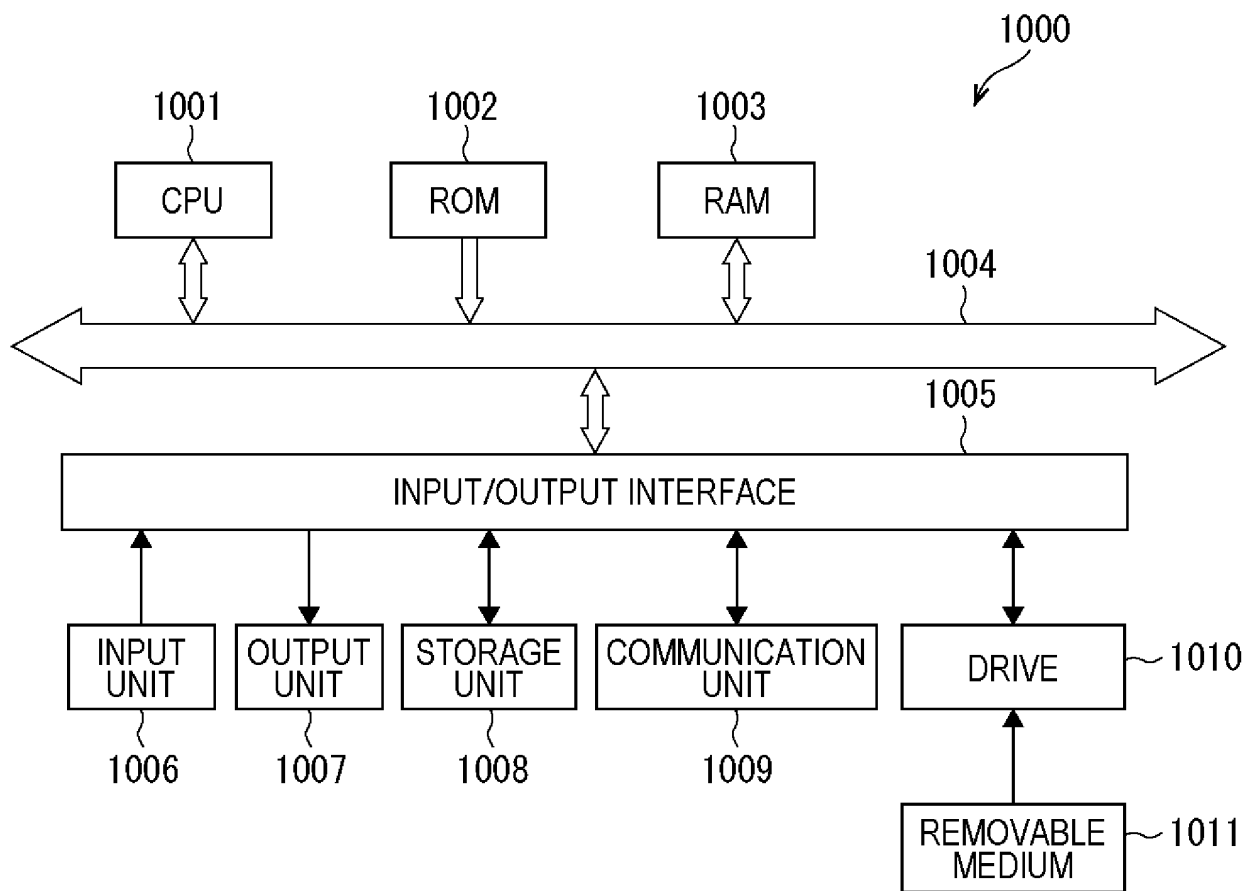 1000
1001
1002
1003
CPU
ROM
RAM
1004
1005
INPUT/OUTPUT INTERFACE
INPUT
UNIT
OUTPUT
UNIT
STORAGE
UNIT
COMMUNICATION
UNIT
DRIVE
1010
1006
1007
1008
1009
REMOVABLE
MEDIUM
1011